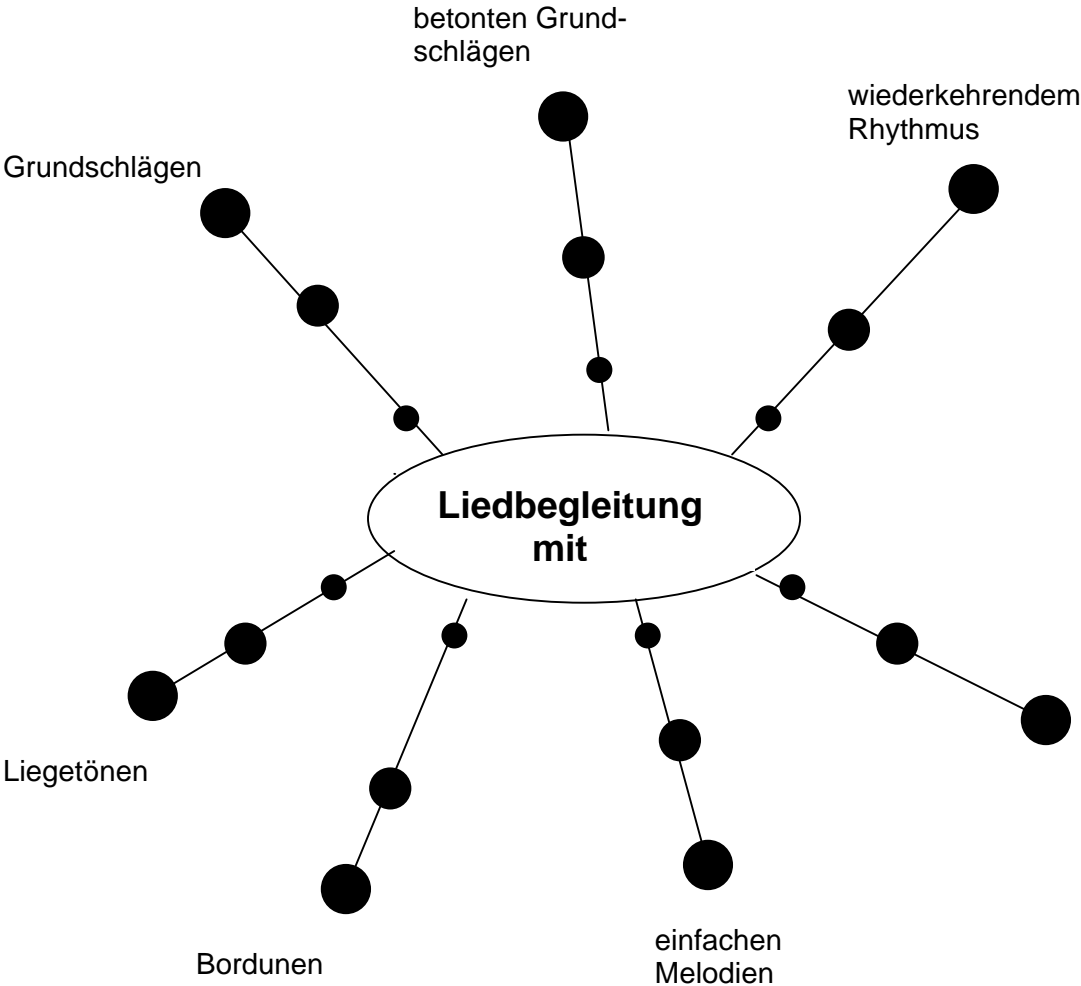 betonten Grund-
schlägen
wiederkehrendem
Rhythmus
Grundschlägen
Liedbegleitung
mit
Liegetönen
Bordunen
einfachen
Melodien